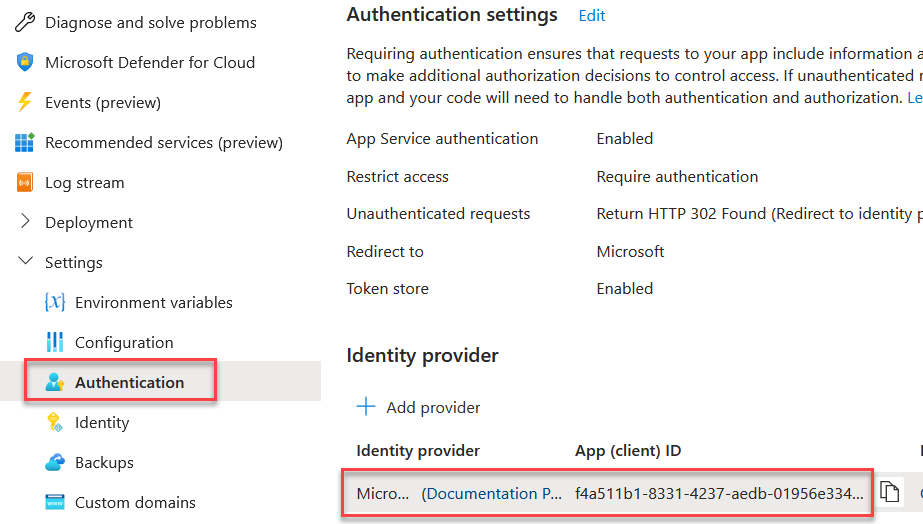 Diagnose and solve problems
Microsoft Defender for Cloud
Events (preview)
Recommended services (preview)
Log stream
Deployment
Settings
{x} Environment variables
Configuration
Authentication
Identity
Backups
Custom domains
Authentication settings Edit
Requiring authentication ensures that requests to your app include information a
to make additional authorization decisions to control access. If unauthenticated r
app and your code will need to handle both authentication and authorization. Le
App Service authentication Enabled
Restrict access Require authentication
Unauthenticated requests Return HTTP 302 Found (Redirect to identity p
Redirect to Microsoft
Token store Enabled
Identity provider
Add provider
Identity provider App (client) ID
Micro... (Documentation P... f4a511b1-8331-4237-aedb-01956e334...